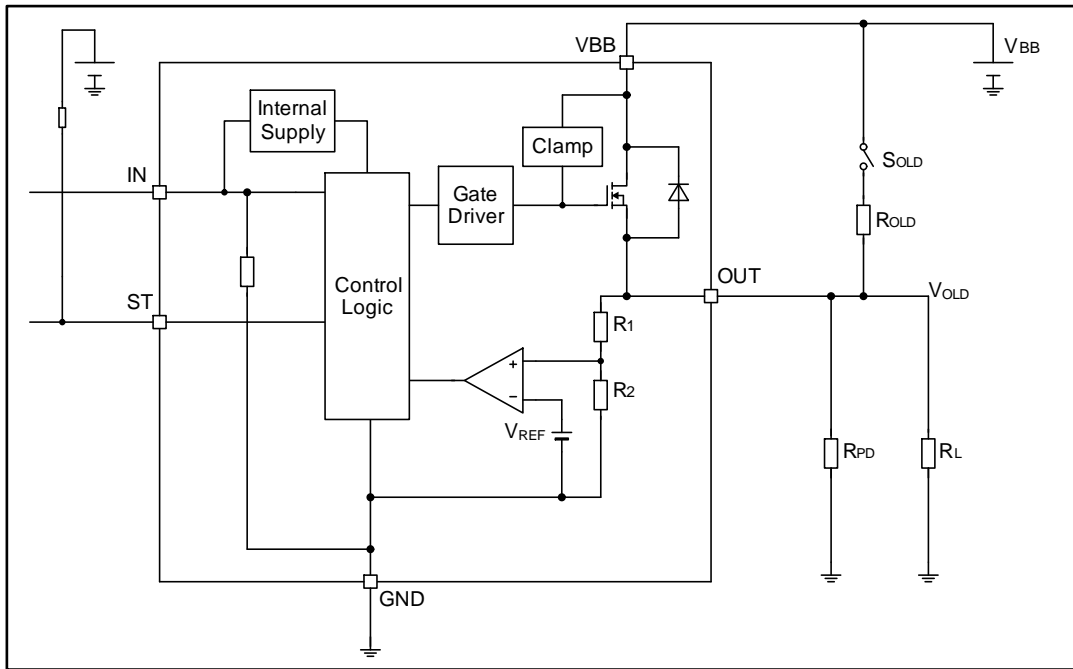 VBB
VBB
Internal
Supply
Clamp
SOLD
IN
Gate
Driver
ROLD
OUT
Control
Logic
VOLD
ST
R1
+
R2
−
VREF
RPD
RL
GND